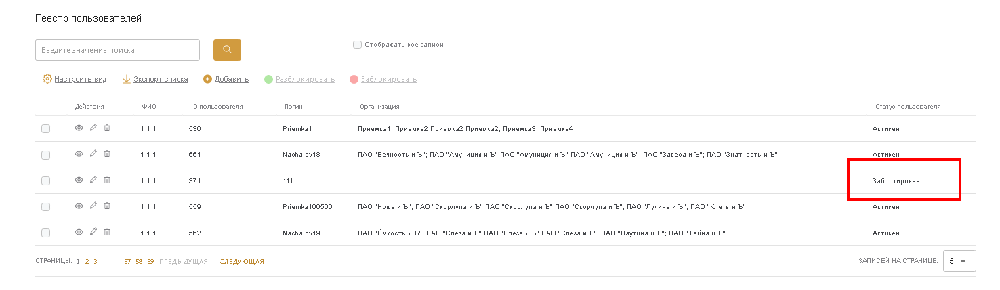 Реестр пользователей
Введите значение поиска
Отображать все записи
Настроить вид Экспорт списка Добавить Разблокировать Заблокировать
Действия ФИО ID пользователя Логин Организация Статус пользователя
1 1 1 530 Priemka1 Приемка1; Приемка2 Приемка2 Приемка2; Приемка3; Приемка4 Активен
1 1 1 561 Nachalov18 ПАО "Вечность и Ъ"; ПАО "Амуниция и Ъ" ПАО "Амуниция и Ъ" ПАО "Амуниция и Ъ"; ПАО "Завеса и Ъ"; ПАО "Знатность и Ъ" Активен
1 1 1 371 111 Заблокирован
1 1 1 559 Priemka100500 ПАО "Ноша и Ъ"; ПАО "Скорлупа и Ъ" ПАО "Скорлупа и Ъ" ПАО "Скорлупа и Ъ"; ПАО "Лучина и Ъ"; ПАО "Клеть и Ъ" Активен
1 1 1 562 Nachalov19 ПАО "Ёмкость и Ъ"; ПАО "Слеза и Ъ" ПАО "Слеза и Ъ" ПАО "Слеза и Ъ"; ПАО "Паутина и Ъ"; ПАО "Тайна и Ъ" Активен
СТРАНИЦЫ: 1 2 3 ... 57 58 59 ПРЕДЫДУЩАЯ СЛЕДУЮЩАЯ ЗАПИСЕЙ НА СТРАНИЦЕ: 5